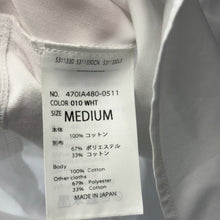 NO. 470IA480-0511
COLOR 010 WHT
SIZE MEDIUM
本体
100% コットン
別布
67% ポリエステル
33% コットン
Body
100% Cotton
Other clothes
67% Polyester
33% Cotton
MADE IN JAPAN